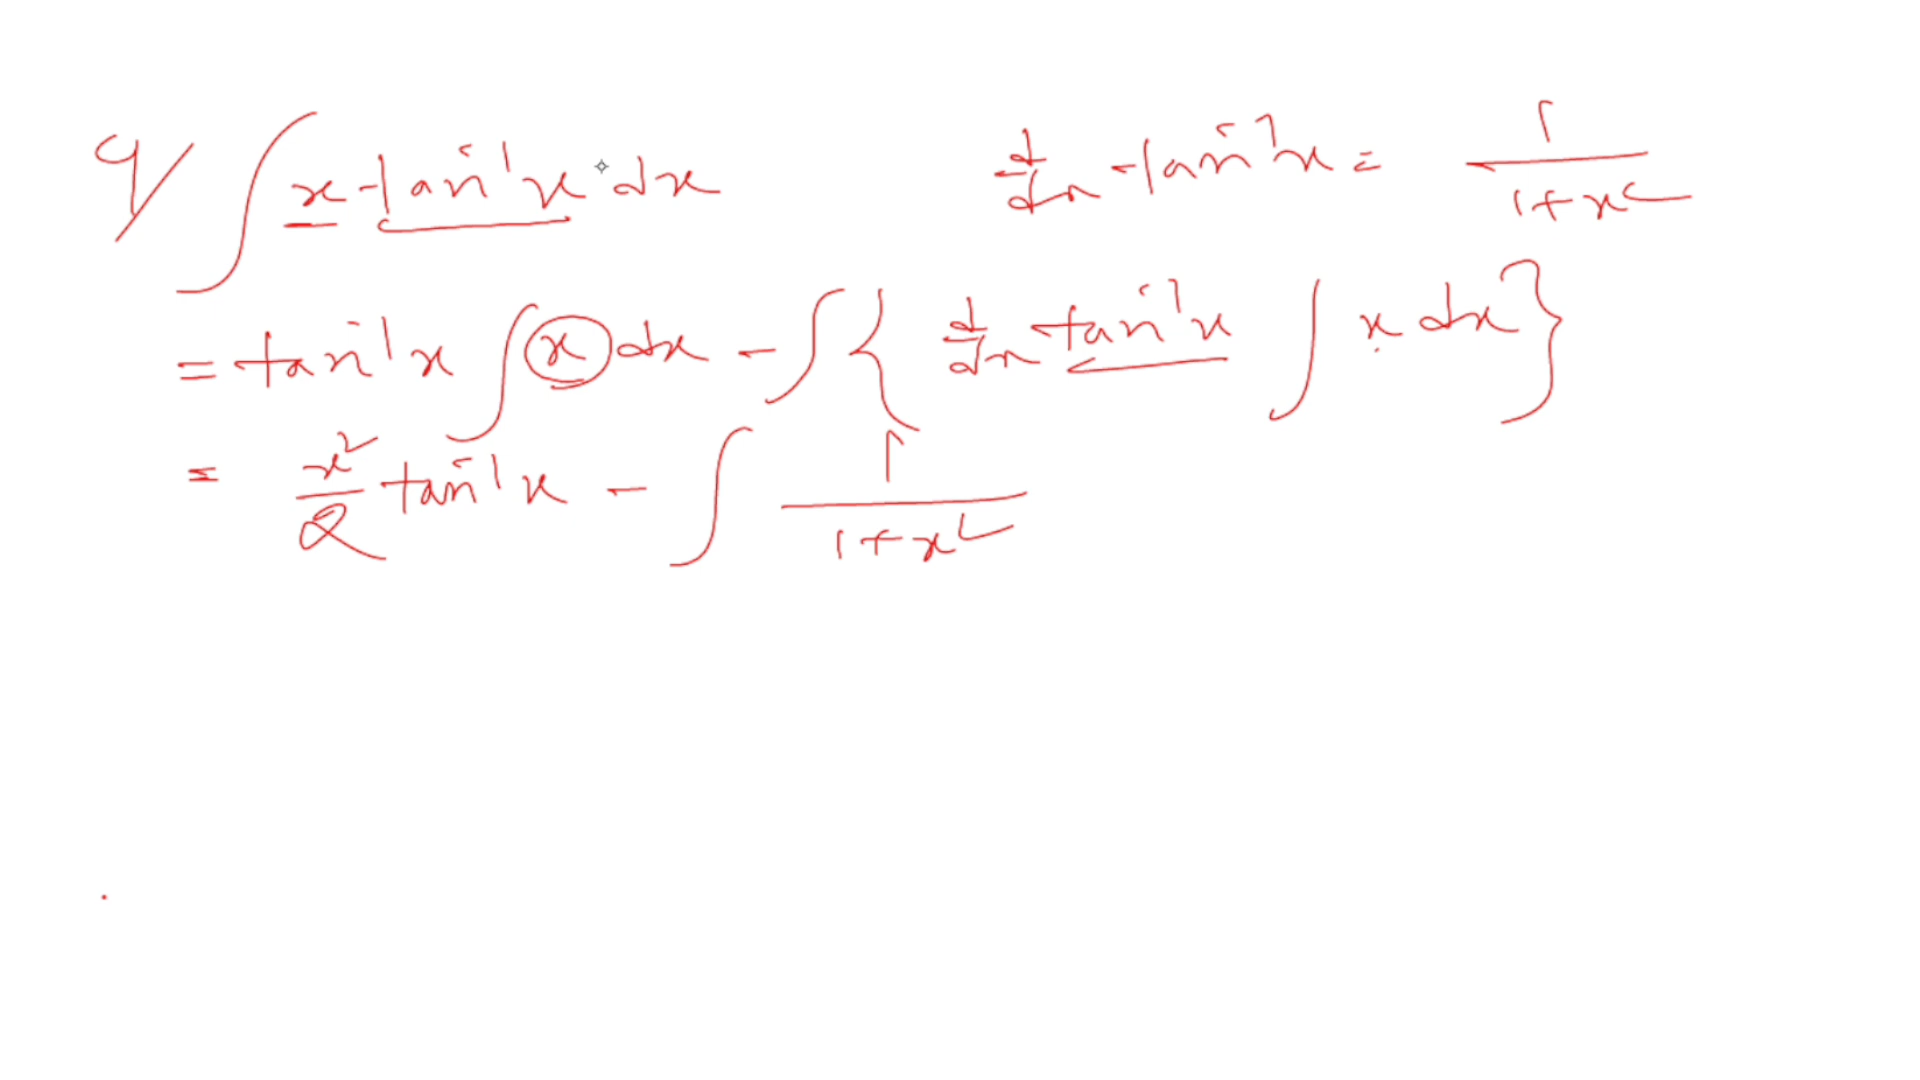 9/ ∫ x tan⁻¹x dx    d/dx tan⁻¹x = 1/(1+x²)
= tan⁻¹x ∫ x dx - ∫ { d/dx tan⁻¹x ∫ x dx }
= x²/2 tan⁻¹x - ∫ 1/(1+x²)